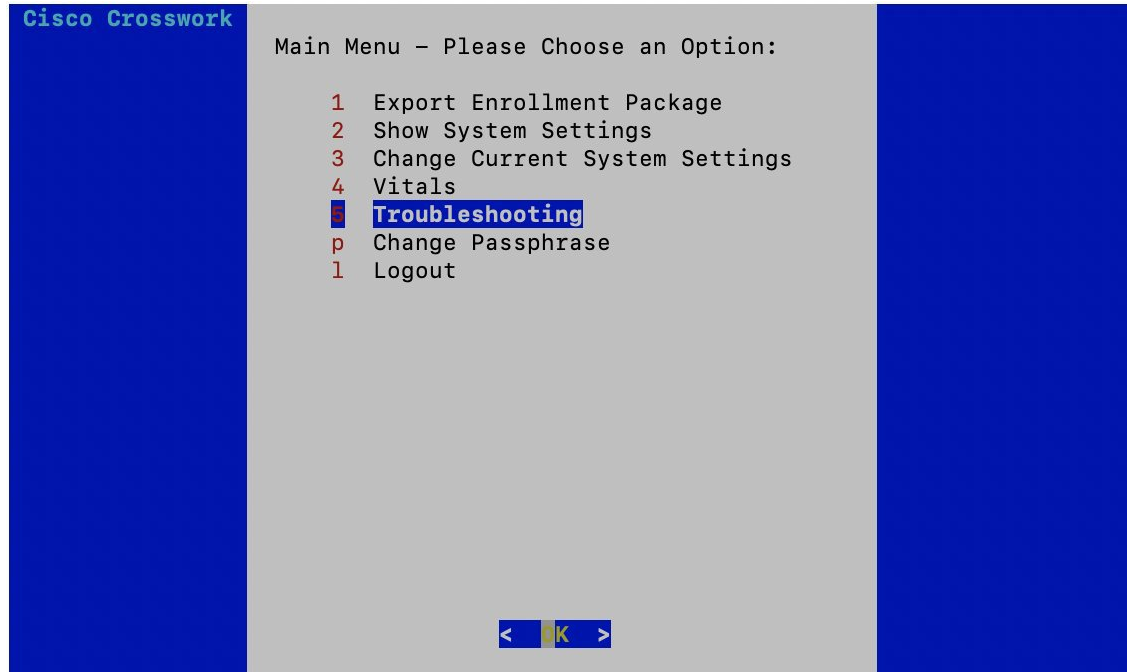 Cisco Crosswork
Main Menu – Please Choose an Option:
1 Export Enrollment Package
2 Show System Settings
3 Change Current System Settings
4 Vitals
5 Troubleshooting
p Change Passphrase
l Logout
< OK >